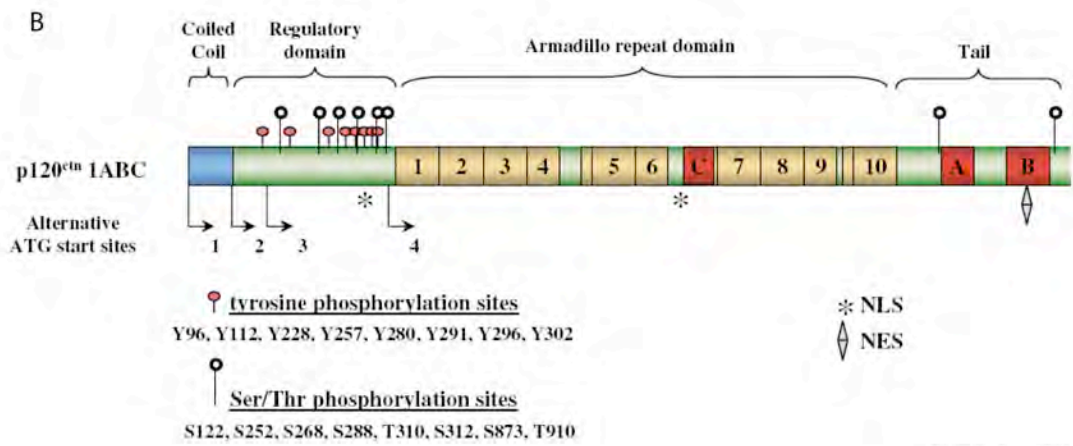 B
Coiled
Coil
Regulatory
domain
Armadillo repeat domain
Tail
p120ctn 1ABC
1 2 3 4 5 6 C 7 8 9 10 A B
* *
Alternative
ATG start sites
1 2 3 4
tyrosine phosphorylation sites
Y96, Y112, Y228, Y257, Y280, Y291, Y296, Y302
* NLS
NES
Ser/Thr phosphorylation sites
S122, S252, S268, S288, T310, S312, S873, T910